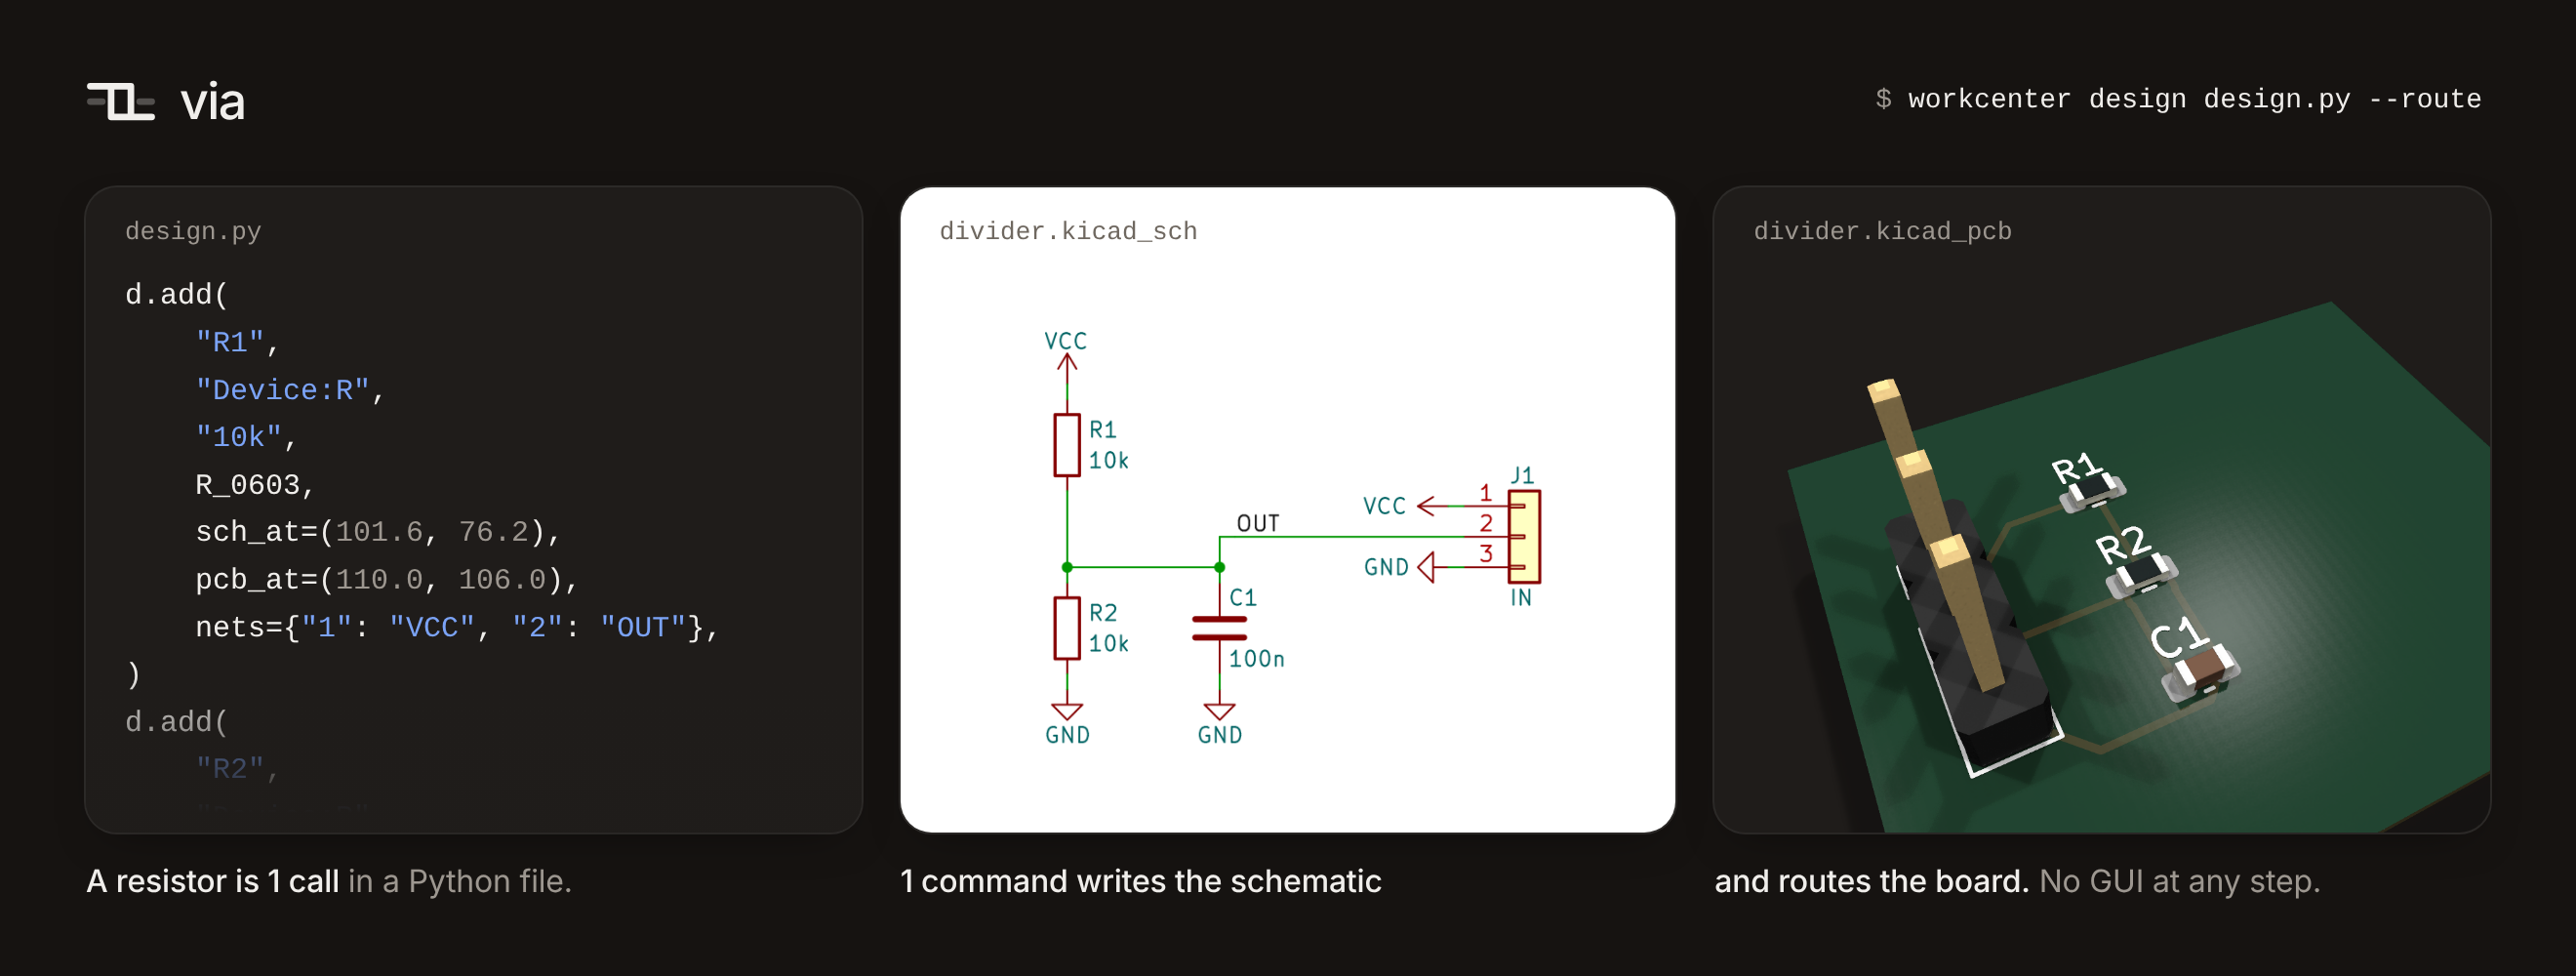 via
$ workcenter design design.py --route
design.py
d.add(
"R1",
"Device:R",
"10k",
R_0603,
sch_at=(101.6, 76.2),
pcb_at=(110.0, 106.0),
nets={"1": "VCC", "2": "OUT"},
)
d.add(
"R2",
A resistor is 1 call in a Python file.
divider.kicad_sch
VCC
R1
10k
J1
VCC
1
OUT
2
GND
3
IN
C1
R2
10k
100n
GND
GND
1 command writes the schematic
divider.kicad_pcb
R1
R2
C1
and routes the board. No GUI at any step.